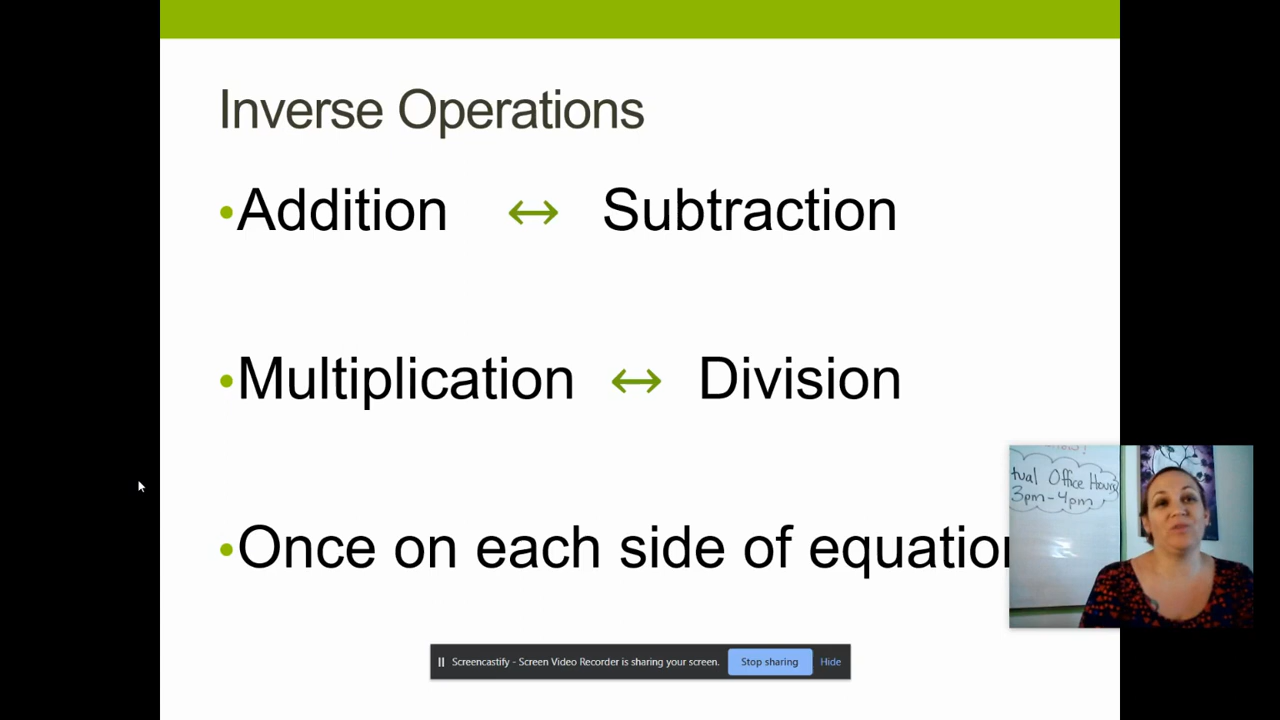 Inverse Operations
•Addition ↔ Subtraction
•Multiplication ↔ Division
•Once on each side of equation
tual Office Hours
3pm-4pm
Screencastify - Screen Video Recorder is sharing your screen. Stop sharing Hide